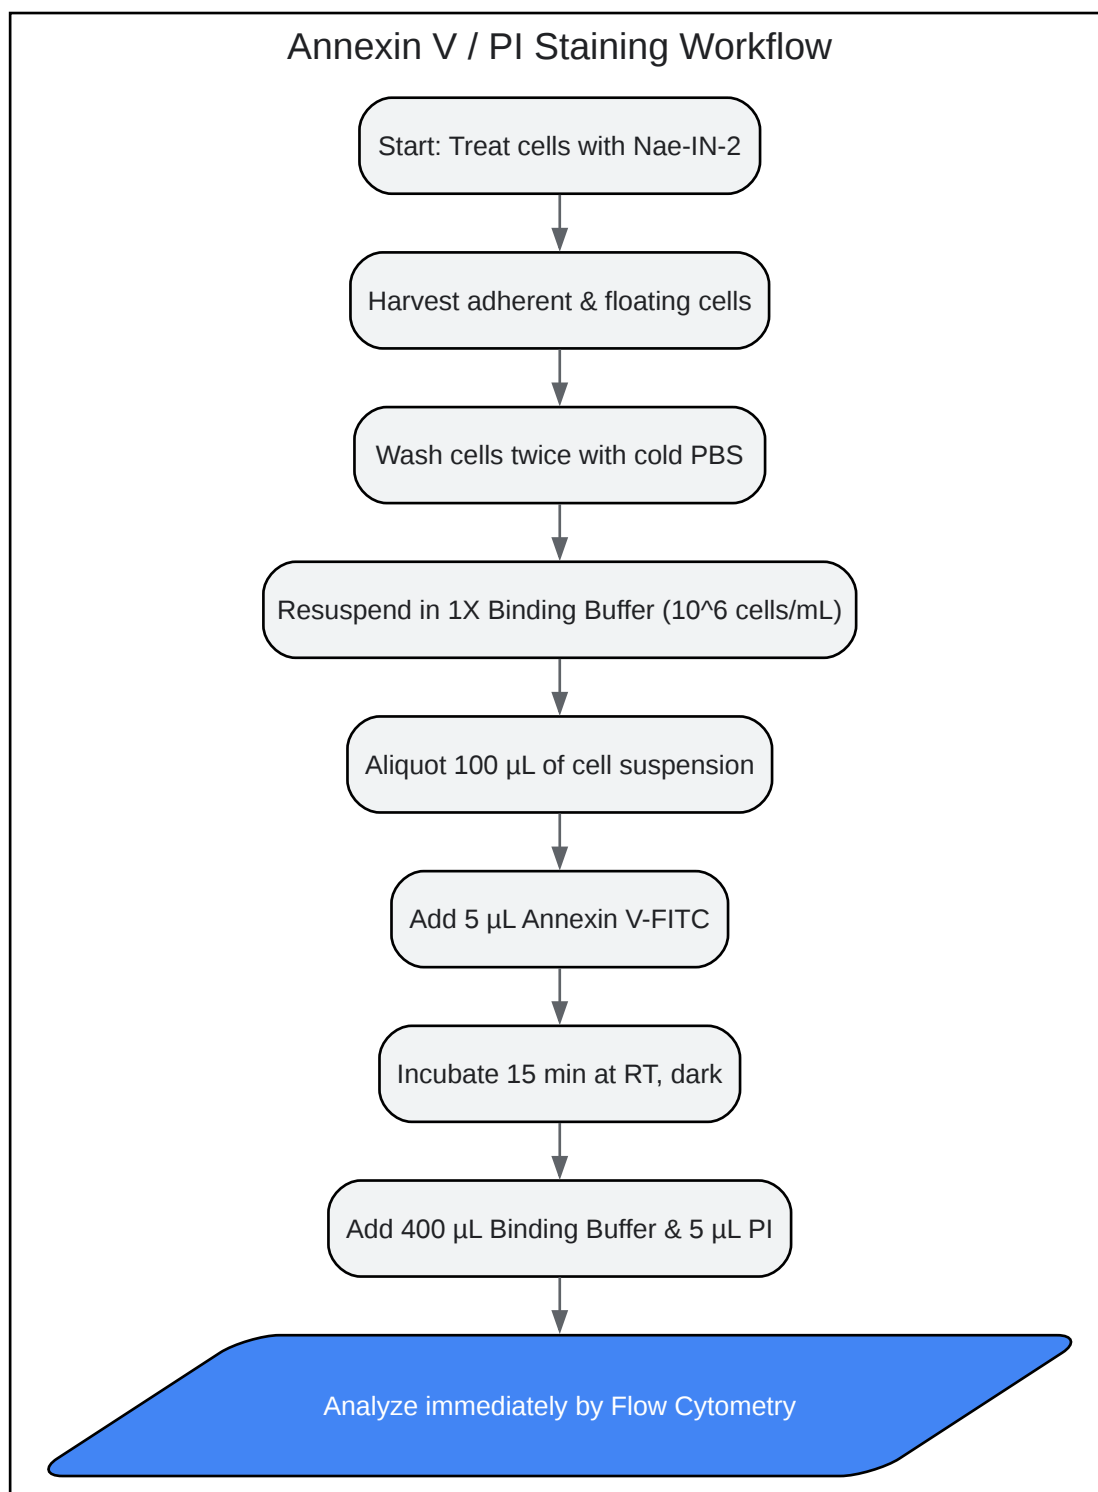 Annexin V / PI Staining Workflow
Start: Treat cells with Nae-IN-2
Harvest adherent & floating cells
Wash cells twice with cold PBS
Resuspend in 1X Binding Buffer (10^6 cells/mL)
Aliquot 100 µL of cell suspension
Add 5 µL Annexin V-FITC
Incubate 15 min at RT, dark
Add 400 µL Binding Buffer & 5 µL PI
Analyze immediately by Flow Cytometry